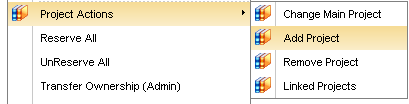 Project Actions
Reserve All
UnReserve All
Transfer Ownership (Admin)
Change Main Project
Add Project
Remove Project
Linked Projects